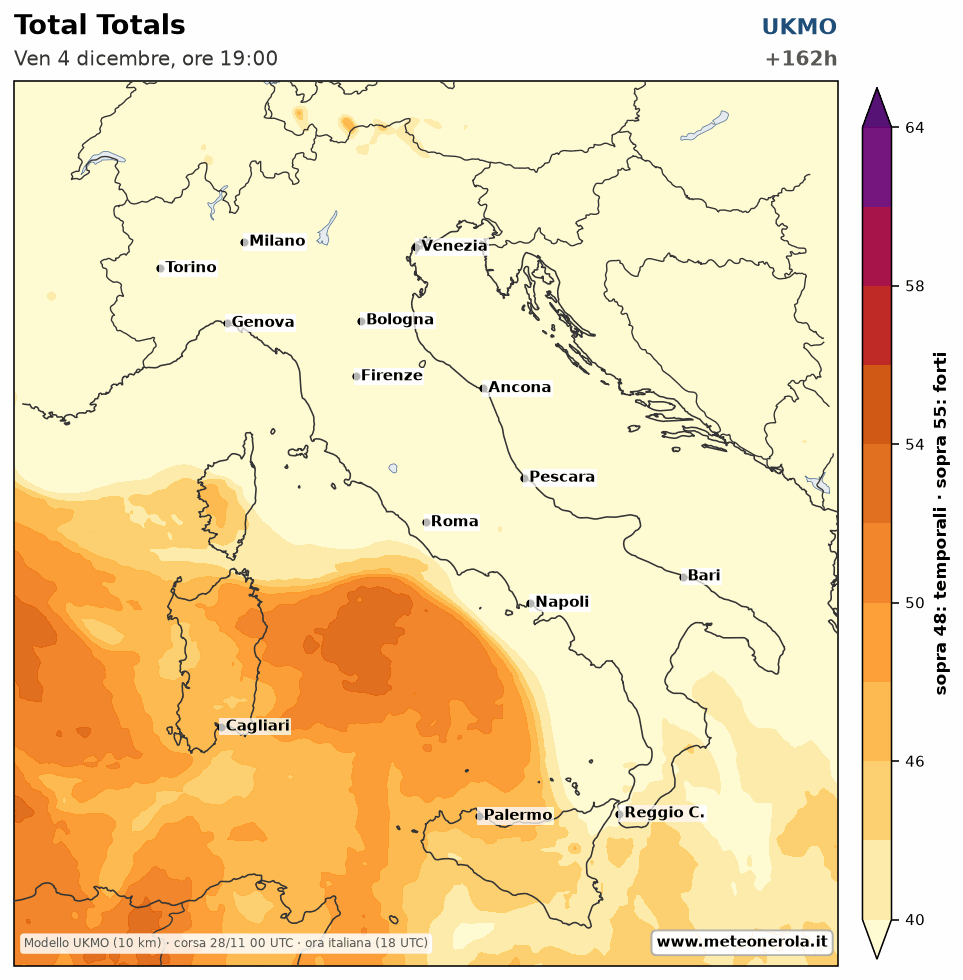 Total Totals
UKMO
Ven 4 dicembre, ore 19:00
+162h
64
58
54
50
46
40
sopra 48: temporali · sopra 55: forti
Milano
Venezia
Torino
Genova
Bologna
Firenze
Ancona
Pescara
Roma
Bari
Napoli
Cagliari
Palermo
Reggio C.
Modello UKMO (10 km) · corsa 28/11 00 UTC · ora italiana (18 UTC)
www.meteonerola.it